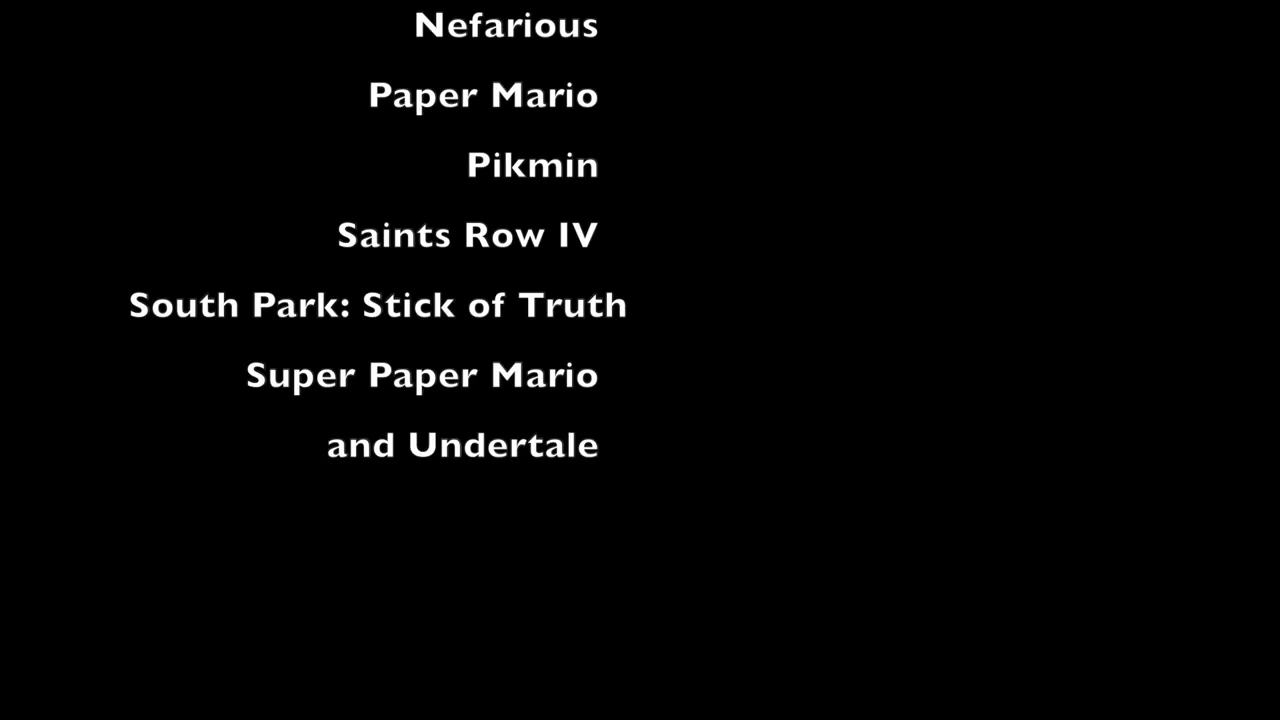 Nefarious
Paper Mario
Pikmin
Saints Row IV
South Park: Stick of Truth
Super Paper Mario
and Undertale